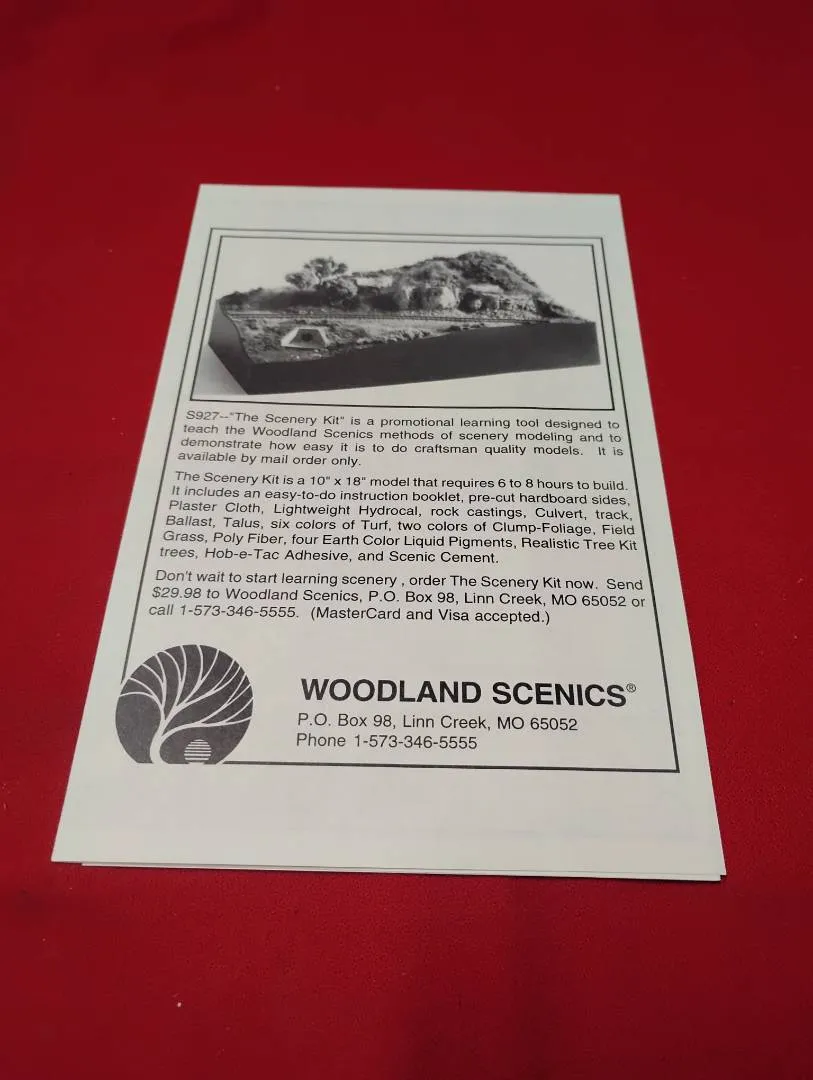 S927--"The Scenery Kit" is a promotional learning tool designed to
teach the Woodland Scenics methods of scenery modeling and to
demonstrate how easy it is to do craftsman quality models. It is
available by mail order only.
The Scenery Kit is a 10" x 18" model that requires 6 to 8 hours to build.
It includes an easy-to-do instruction booklet, pre-cut hardboard sides,
Plaster Cloth, Lightweight Hydrocal, rock castings, Culvert, track,
Ballast, Talus, six colors of Turf, two colors of Clump-Foliage, Field
Grass, Poly Fiber, four Earth Color Liquid Pigments, Realistic Tree Kit
trees, Hob-e-Tac Adhesive, and Scenic Cement.
Don't wait to start learning scenery , order The Scenery Kit now. Send
$29.98 to Woodland Scenics, P.O. Box 98, Linn Creek, MO 65052 or
call 1-573-346-5555. (MasterCard and Visa accepted.)
WOODLAND SCENICS®
P.O. Box 98, Linn Creek, MO 65052
Phone 1-573-346-5555